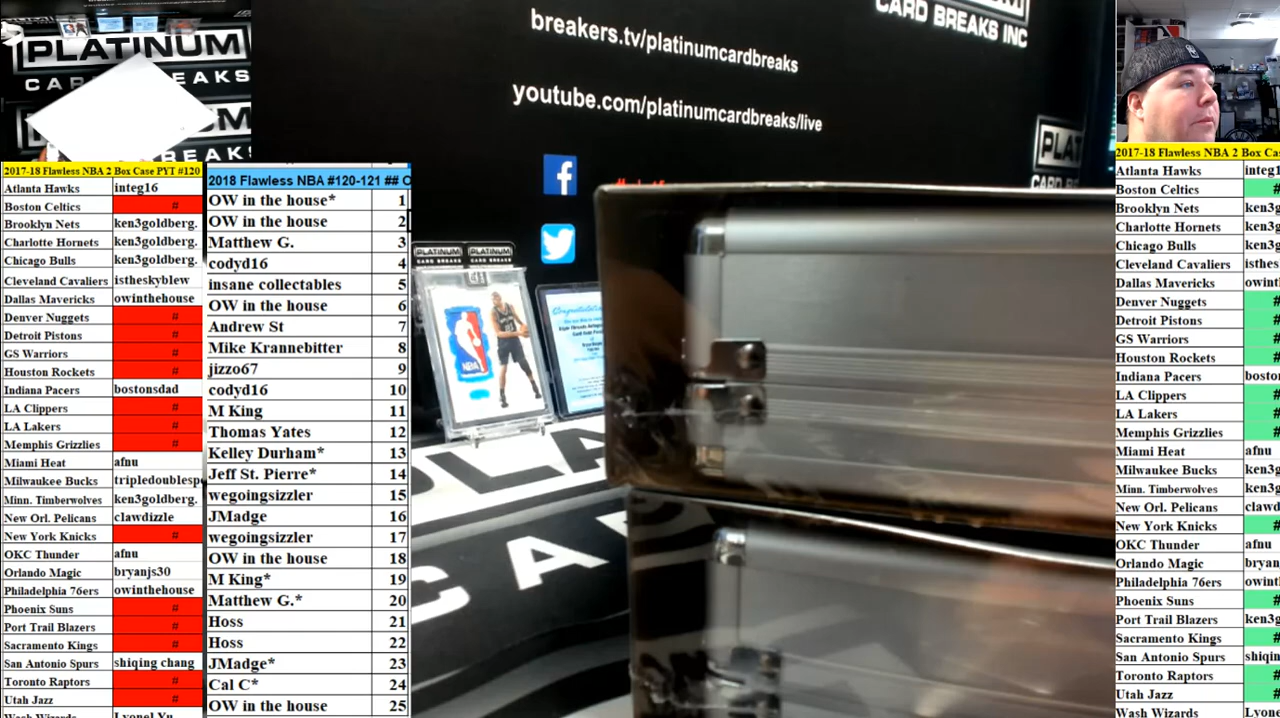 PLATINUM
breakers.tv/platinumcardbreaks
youtube.com/platinumcardbreaks/live
CARD BREAKS INC
2017-18 Flawless NBA 2 Box Case PYT #120
Atlanta Hawks integ16
Boston Celtics #
Brooklyn Nets ken3goldberg.
Charlotte Hornets ken3goldberg.
Chicago Bulls ken3goldberg.
Cleveland Cavaliers istheskyblew
Dallas Mavericks owinthehouse
Denver Nuggets #
Detroit Pistons #
GS Warriors #
Houston Rockets #
Indiana Pacers bostonsdad
LA Clippers #
LA Lakers #
Memphis Grizzlies #
Miami Heat afnu
Milwaukee Bucks tripledoublespo
Minn. Timberwolves ken3goldberg.
New Orl. Pelicans clawdizzle
New York Knicks #
OKC Thunder afnu
Orlando Magic bryanjs30
Philadelphia 76ers owinthehouse
Phoenix Suns #
Port Trail Blazers #
Sacramento Kings #
San Antonio Spurs shiqing chang
Toronto Raptors #
Utah Jazz #
Wash Wizards Lyonel Yu
2018 Flawless NBA #120-121 ##
OW in the house* 1
OW in the house 2
Matthew G. 3
codyd16 4
insane collectables 5
OW in the house 6
Andrew St 7
Mike Krannebitter 8
jizzo67 9
codyd16 10
M King 11
Thomas Yates 12
Kelley Durham* 13
Jeff St. Pierre* 14
wegoingsizzler 15
JMadge 16
wegoingsizzler 17
OW in the house 18
M King* 19
Matthew G.* 20
Hoss 21
Hoss 22
JMadge* 23
Cal C* 24
OW in the house 25
PLATINUM PLATINUM
CARD BREAKS CARD BREAKS
NBA
2017-18 Flawless NBA 2 Box Ca
Atlanta Hawks integ1
Boston Celtics #
Brooklyn Nets ken3g
Charlotte Hornets ken3g
Chicago Bulls ken3g
Cleveland Cavaliers isthes
Dallas Mavericks owint
Denver Nuggets #
Detroit Pistons #
GS Warriors #
Houston Rockets #
Indiana Pacers boston
LA Clippers #
LA Lakers #
Memphis Grizzlies #
Miami Heat afnu
Milwaukee Bucks ken3g
Minn. Timberwolves ken3g
New Orl. Pelicans clawd
New York Knicks #
OKC Thunder afnu
Orlando Magic bryan
Philadelphia 76ers owint
Phoenix Suns #
Port Trail Blazers ken3g
Sacramento Kings #
San Antonio Spurs shiqin
Toronto Raptors #
Utah Jazz #
Wash Wizards Lyone